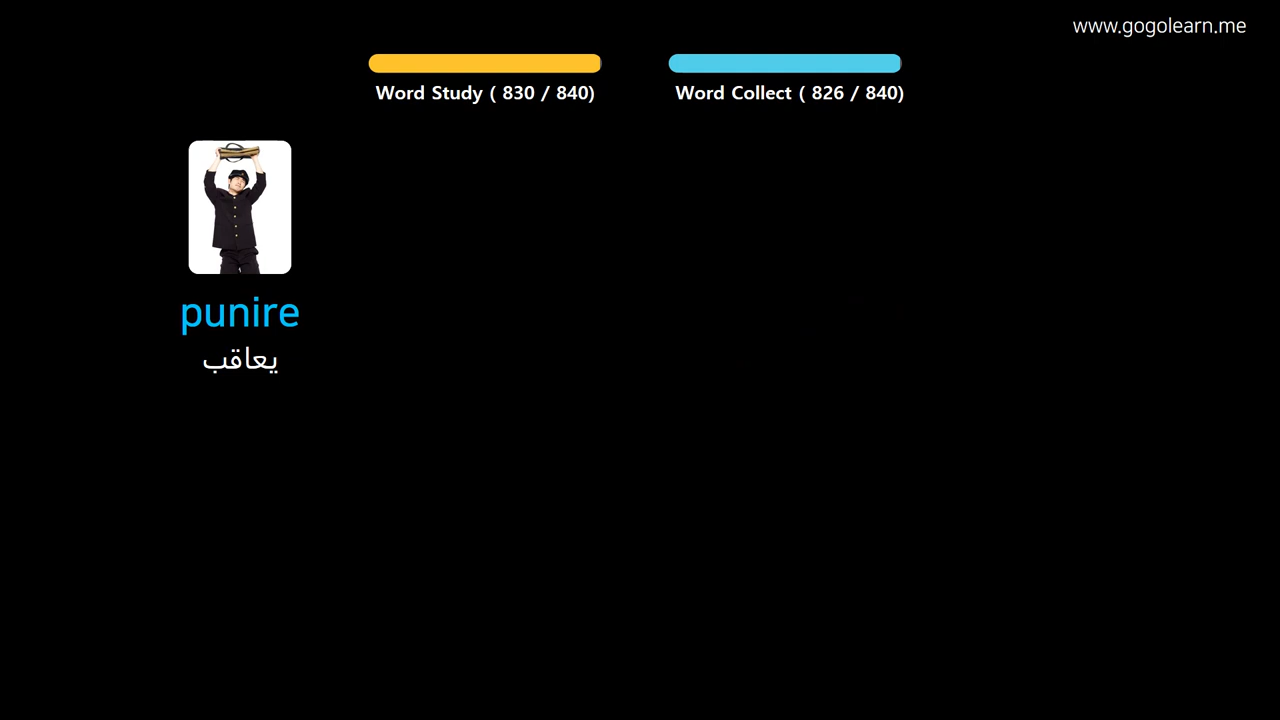 www.gogolearn.me
Word Study ( 830 / 840)
Word Collect ( 826 / 840)
punire
يعاقب